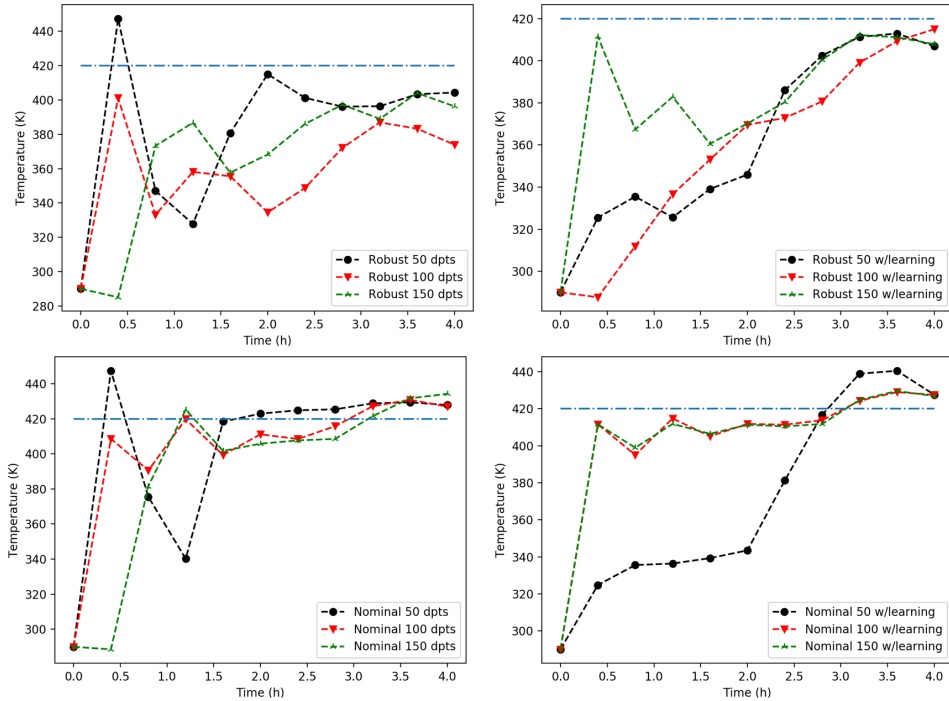 440
420
400
380
360
340
320
300
280
Temperature (K)
0.0 0.5 1.0 1.5 2.0 2.5 3.0 3.5 4.0
Time (h)
Robust 50 dpts
Robust 100 dpts
Robust 150 dpts
420
400
380
360
340
320
300
Temperature (K)
0.0 0.5 1.0 1.5 2.0 2.5 3.0 3.5 4.0
Time (h)
Robust 50 w/learning
Robust 100 w/learning
Robust 150 w/learning
440
420
400
380
360
340
320
300
Temperature (K)
0.0 0.5 1.0 1.5 2.0 2.5 3.0 3.5 4.0
Time (h)
Nominal 50 dpts
Nominal 100 dpts
Nominal 150 dpts
440
420
400
380
360
340
320
300
Temperature (K)
0.0 0.5 1.0 1.5 2.0 2.5 3.0 3.5 4.0
Time (h)
Nominal 50 w/learning
Nominal 100 w/learning
Nominal 150 w/learning